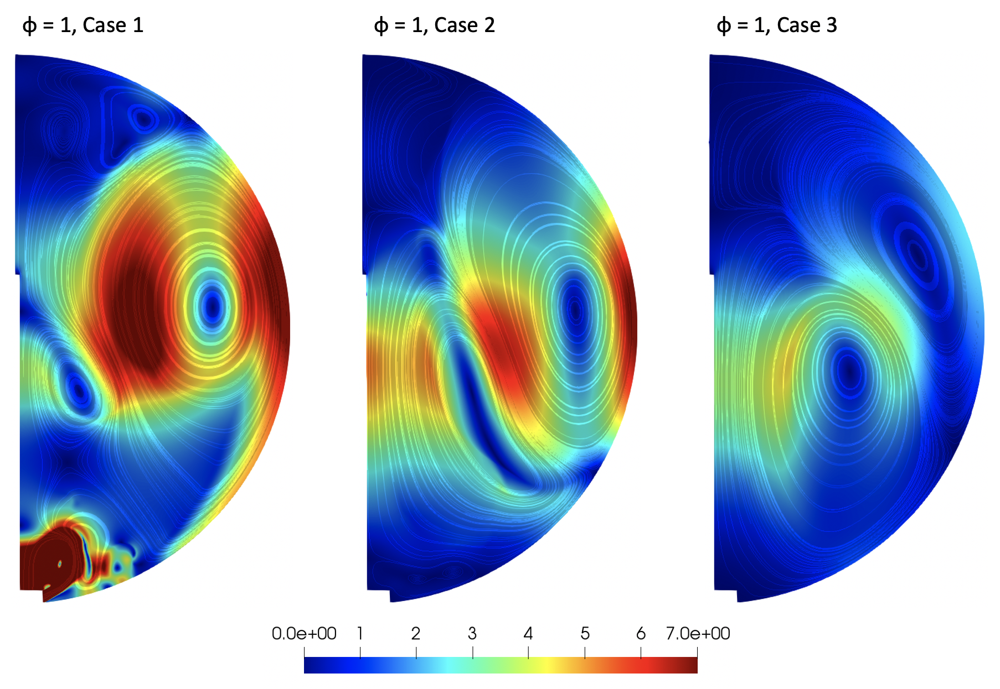 ϕ = 1, Case 1
ϕ = 1, Case 2
ϕ = 1, Case 3
0.0e+00 1 2 3 4 5 6 7.0e+00